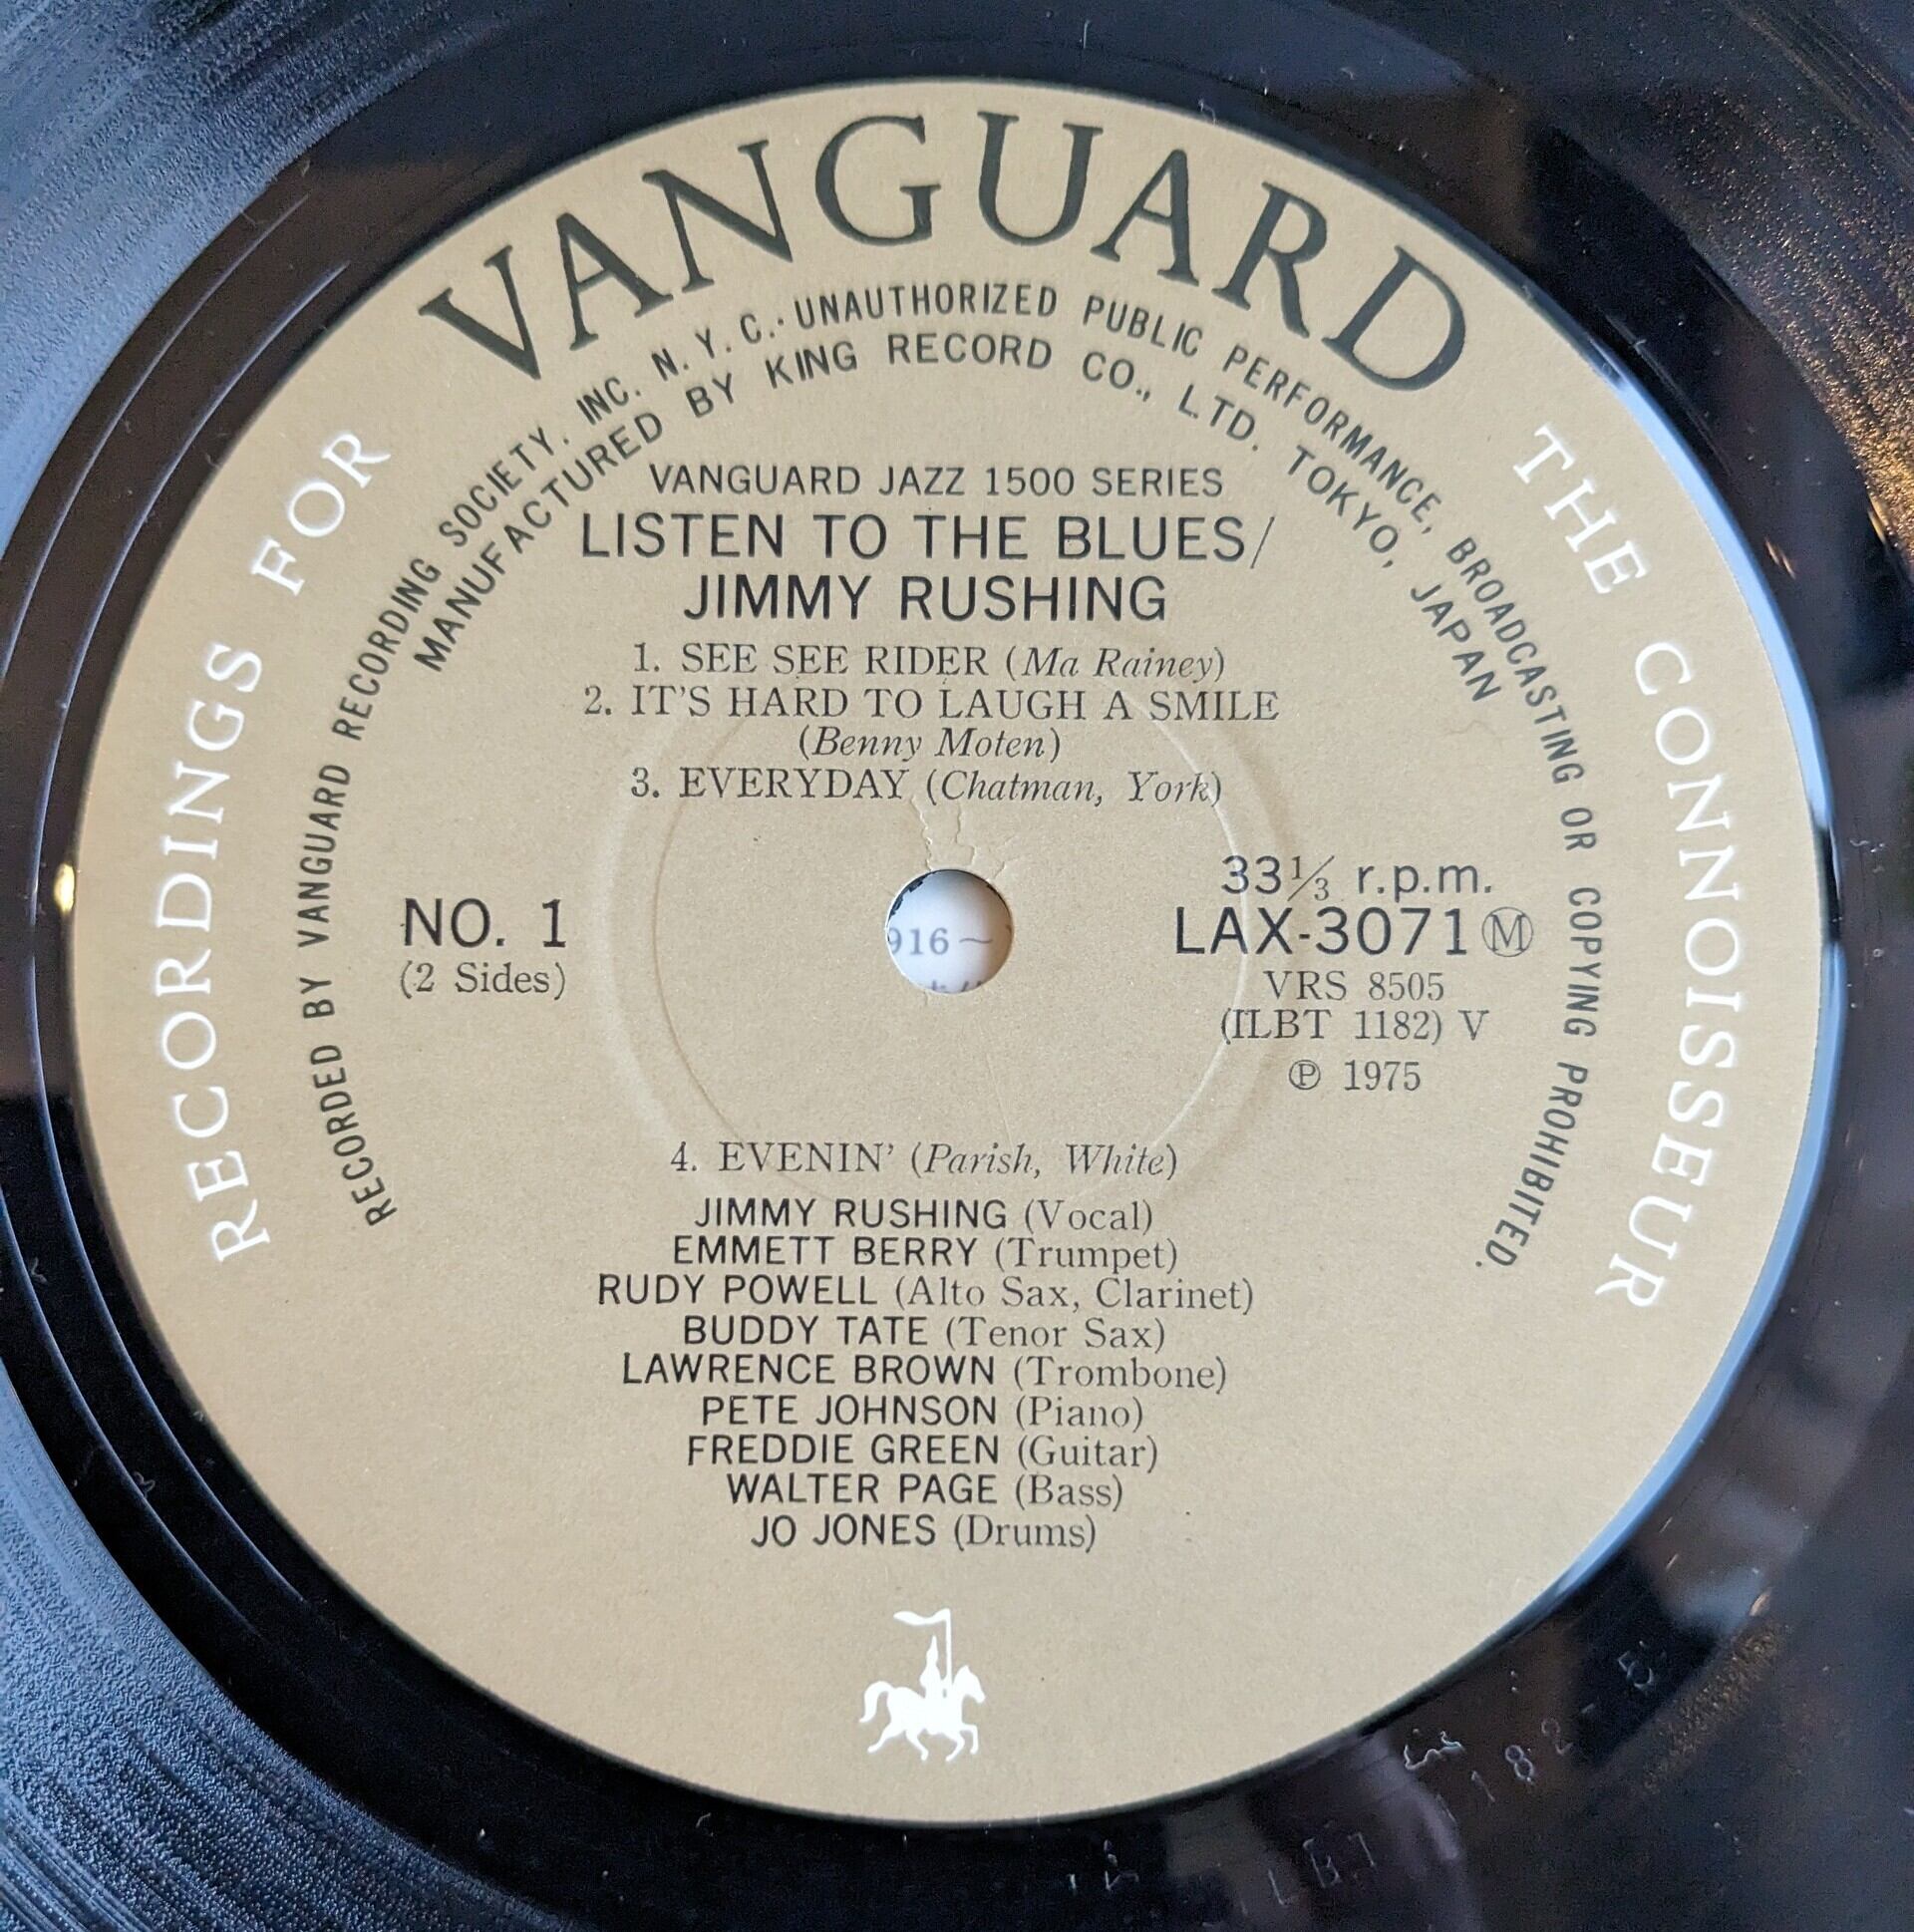 VANGUARD
RECORDINGS FOR THE CONNOISSEUR
RECORDED BY VANGUARD RECORDING SOCIETY. INC. N. Y. C.·UNAUTHORIZED PUBLIC PERFORMANCE, BROADCASTING OR COPYING PROHIBITED.
MANUFACTURED BY KING RECORD CO., LTD. TOKYO, JAPAN
VANGUARD JAZZ 1500 SERIES
LISTEN TO THE BLUES/
JIMMY RUSHING
1. SEE SEE RIDER (Ma Rainey)
2. IT'S HARD TO LAUGH A SMILE
(Benny Moten)
3. EVERYDAY (Chatman, York)
NO. 1
(2 Sides)
916~
33⅓ r.p.m.
LAX-3071 Ⓜ
VRS 8505
(ILBT 1182) V
℗ 1975
4. EVENIN' (Parish, White)
JIMMY RUSHING (Vocal)
EMMETT BERRY (Trumpet)
RUDY POWELL (Alto Sax, Clarinet)
BUDDY TATE (Tenor Sax)
LAWRENCE BROWN (Trombone)
PETE JOHNSON (Piano)
FREDDIE GREEN (Guitar)
WALTER PAGE (Bass)
JO JONES (Drums)